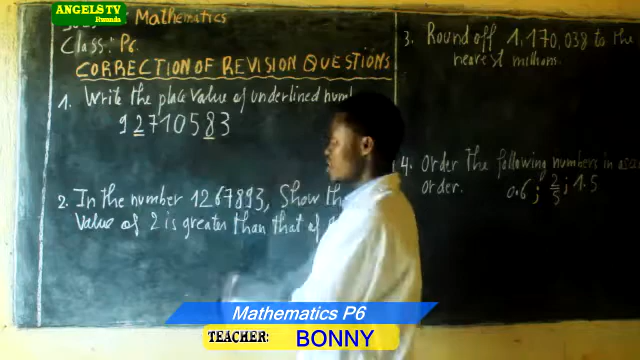 ANGELS TV
Rwanda
Mathematics
Class: P6
CORRECTION OF REVISION QUESTIONS
1. Write the place value of underlined
92710583
2. In the number 1267893, Show
value of 2 is greater than that of
3. Round off 1,170,038 to the
nearest millions.
4. Order the following numbers in
order. 0.6 ; 2/5 ; 1.5
Mathematics P6
TEACHER: BONNY